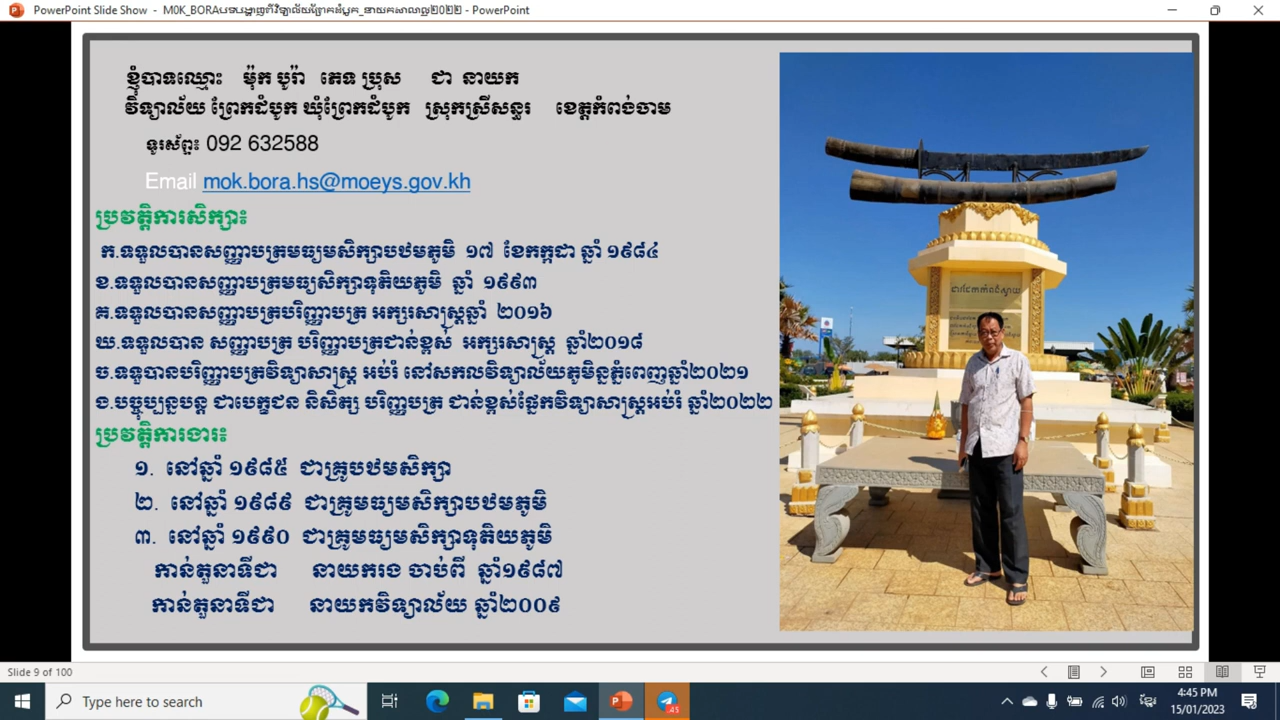 PowerPoint Slide Show - M0K_BORAបទបង្ហាញពីវិទ្យាល័យព្រែកដំបូក_នាយកសាលាល្អ២០២២ - PowerPoint
ខ្ញុំបាទឈ្មោះ ម៉ុក បូរ៉ា ភេទ ប្រុស ជា នាយក
វិទ្យាល័យ ព្រែកដំបូក ឃុំព្រែកដំបូក ស្រុកស្រីសន្ធរ ខេត្តកំពង់ចាម
ទូរស័ព្ទ៖ 092 632588
Email mok.bora.hs@moeys.gov.kh
ប្រវត្តិការសិក្សា៖
ក.ទទួលបានសញ្ញាបត្រមធ្យមសិក្សាបឋមភូមិ ១៧ ខែកក្កដា ឆ្នាំ ១៩៨៤
ខ.ទទួលបានសញ្ញាបត្រមធ្យសិក្សាទុតិយភូមិ ឆ្នាំ ១៩៩៣
គ.ទទួលបានសញ្ញាបត្របរិញ្ញាបត្រ អក្សរសាស្ត្រឆ្នាំ ២០១៦
ឃ.ទទួលបាន សញ្ញាបត្រ បរិញ្ញាបត្រជាន់ខ្ពស់ អក្សរសាស្ត្រ ឆ្នាំ២០១៨
ច.ទទួបានបរិញ្ញាបត្រវិទ្យាសាស្ត្រ អប់រំ នៅសកលវិទ្យាល័យភូមិន្ទភ្នំពេញឆ្នាំ២០២១
ង.បច្ចុប្បន្នបន្ត ជាបេក្ខជន និសិត្ស បរិញ្ញបត្រ ជាន់ខ្ពស់ផ្នែកវិទ្យាសាស្ត្រអប់រំ ឆ្នាំ២០២២
ប្រវត្តិការងារ៖
១. នៅឆ្នាំ ១៩៨៥ ជាគ្រូបឋមសិក្សា
២. នៅឆ្នាំ ១៩៨៩ ជាគ្រូមធ្យមសិក្សាបឋមភូមិ
៣. នៅឆ្នាំ ១៩៩០ ជាគ្រូមធ្យមសិក្សាទុតិយភូមិ
កាន់តួនាទីជា នាយករង ចាប់ពី ឆ្នាំ១៩៨៧
កាន់តួនាទីជា នាយកវិទ្យាល័យ ឆ្នាំ២០០៩
Slide 9 of 100
Type here to search
45
4:45 PM
15/01/2023